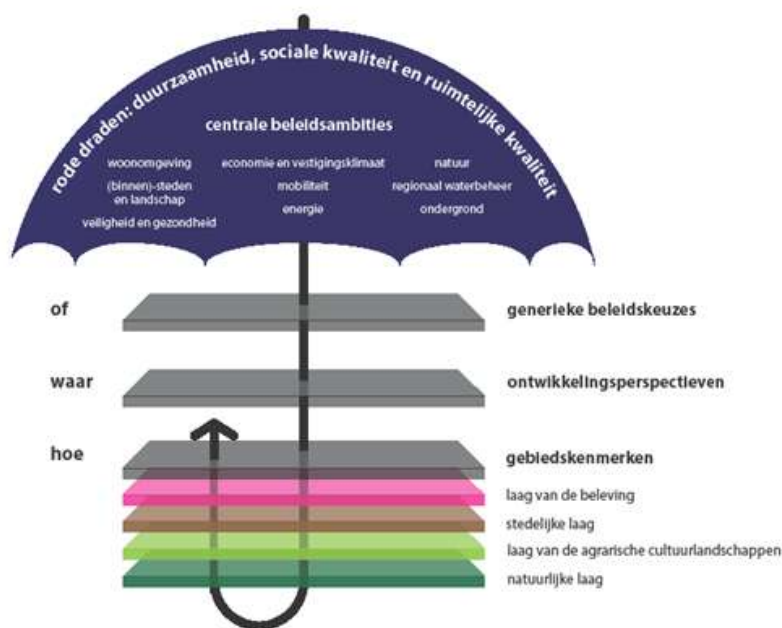 rode draden: duurzaamheid, sociale kwaliteit en ruimtelijke kwaliteit
centrale beleidsambities
woonomgeving
(binnen)-steden
en landschap
veiligheid en gezondheid
economie en vestigingsklimaat
mobiliteit
energie
natuur
regionaal waterbeheer
ondergrond
of
generieke beleidskeuzes
waar
ontwikkelingsperspectieven
hoe
gebiedskenmerken
laag van de beleving
stedelijke laag
laag van de agrarische cultuurlandschappen
natuurlijke laag